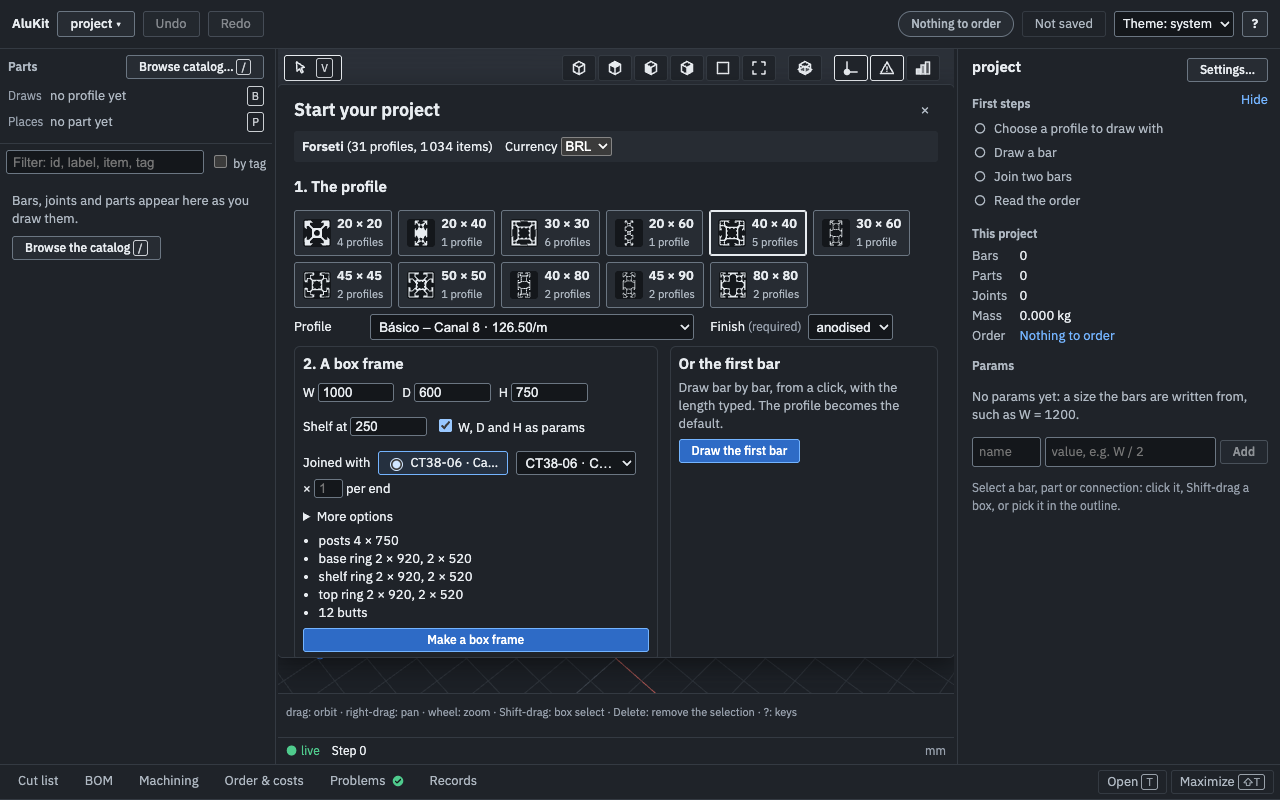 AluKit project ▾ Undo Redo Nothing to order Not saved Theme: system ?
Parts Browse catalog... /
Draws no profile yet B
Places no part yet P
Filter: id, label, item, tag by tag
Bars, joints and parts appear here as you
draw them.
Browse the catalog /
V
Start your project ×
Forseti (31 profiles, 1 034 items) Currency BRL
1. The profile
20 × 20
4 profiles
20 × 40
1 profile
30 × 30
6 profiles
20 × 60
1 profile
40 × 40
5 profiles
30 × 60
1 profile
45 × 45
2 profiles
50 × 50
1 profile
40 × 80
2 profiles
45 × 90
2 profiles
80 × 80
2 profiles
Profile Básico – Canal 8 · 126.50/m Finish (required) anodised
2. A box frame
W 1000 D 600 H 750
Shelf at 250 W, D and H as params
Joined with CT38-06 · Ca... CT38-06 · C...
× 1 per end
More options
• posts 4 × 750
• base ring 2 × 920, 2 × 520
• shelf ring 2 × 920, 2 × 520
• top ring 2 × 920, 2 × 520
• 12 butts
Make a box frame
Or the first bar
Draw bar by bar, from a click, with the
length typed. The profile becomes the
default.
Draw the first bar
drag: orbit · right-drag: pan · wheel: zoom · Shift-drag: box select · Delete: remove the selection · ?: keys
live Step 0 mm
project Settings...
First steps Hide
Choose a profile to draw with
Draw a bar
Join two bars
Read the order
This project
Bars 0
Parts 0
Joints 0
Mass 0.000 kg
Order Nothing to order
Params
No params yet: a size the bars are written from,
such as W = 1200.
name value, e.g. W / 2 Add
Select a bar, part or connection: click it, Shift-drag a
box, or pick it in the outline.
Cut list BOM Machining Order & costs Problems Records Open T Maximize ⇧T